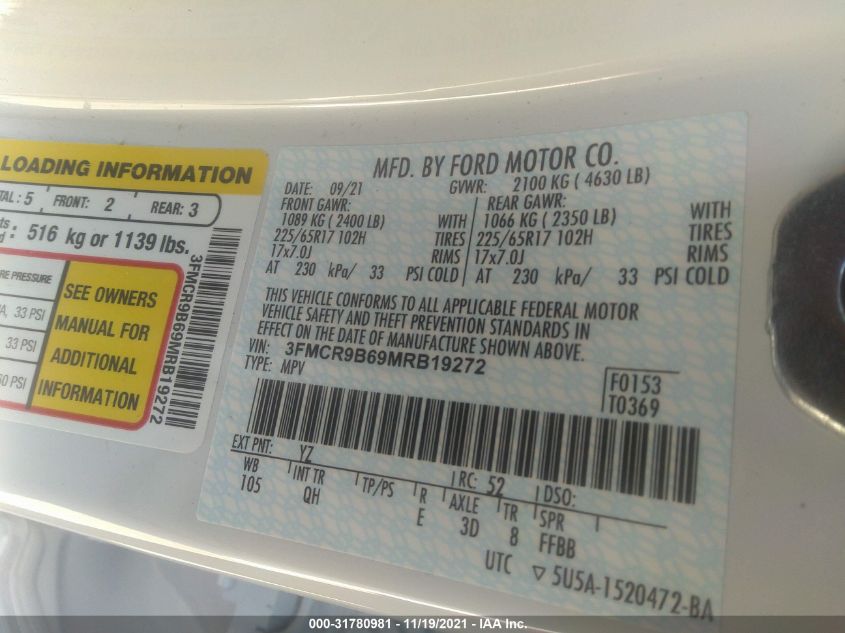 LOADING INFORMATION
TAL: 5 FRONT: 2 REAR: 3
516 kg or 1139 lbs.
RE PRESSURE
33 PSI
33 PSI
50 PSI
SEE OWNERS
MANUAL FOR
ADDITIONAL
INFORMATION
3FMCR9B69MRB19272
MFD. BY FORD MOTOR CO.
DATE: 09/21 GVWR: 2100 KG ( 4630 LB)
FRONT GAWR: REAR GAWR:
1089 KG ( 2400 LB) WITH 1066 KG ( 2350 LB) WITH
225/65R17 102H TIRES 225/65R17 102H TIRES
17x7.0J RIMS 17x7.0J RIMS
AT 230 kPa/ 33 PSI COLD AT 230 kPa/ 33 PSI COLD
THIS VEHICLE CONFORMS TO ALL APPLICABLE FEDERAL MOTOR
VEHICLE SAFETY AND THEFT PREVENTION STANDARDS IN
EFFECT ON THE DATE OF MANUFACTURE SHOWN ABOVE.
VIN: 3FMCR9B69MRB19272
TYPE: MPV
F0153
T0369
EXT PNT: YZ RC: 52 DSO:
WB INT TR TP/PS R AXLE TR SPR
105 QH E 3D 8 FFBB
UTC ▽ 5U5A-1520472-BA
000-31780981 - 11/19/2021 - IAA Inc.